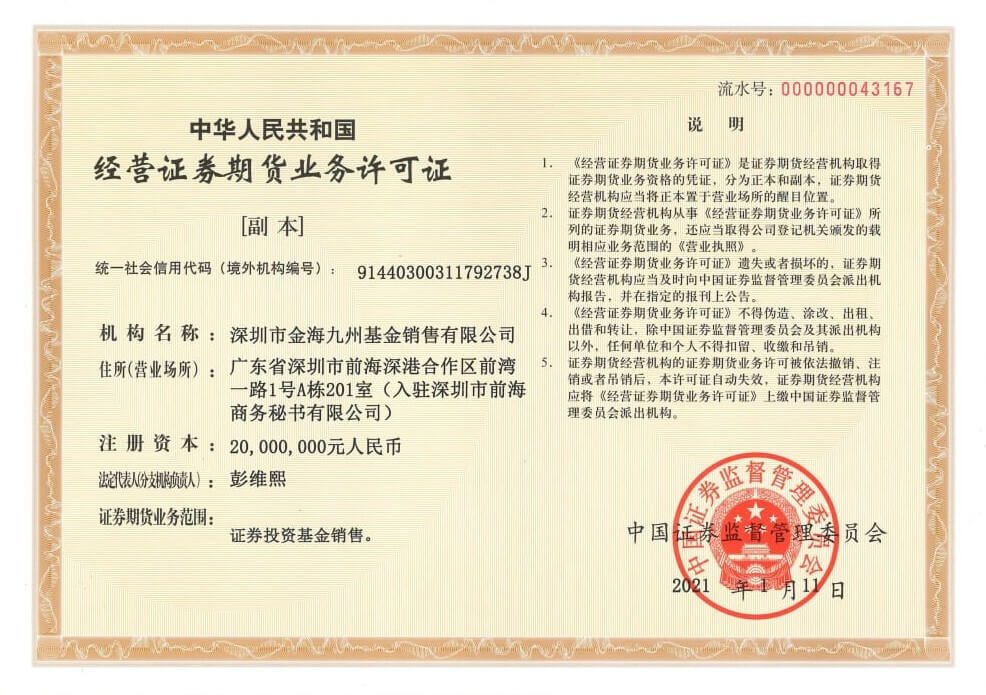 流水号：000000043167
中华人民共和国
经营证券期货业务许可证
[副 本]
统一社会信用代码（境外机构编号）： 91440300311792738J
机构名称：深圳市金海九州基金销售有限公司
住所(营业场所)：广东省深圳市前海深港合作区前湾
一路1号A栋201室（入驻深圳市前海
商务秘书有限公司）
注册资本：20,000,000元人民币
法定代表人(分支机构负责人)：彭维熙
证券期货业务范围：
证券投资基金销售。
说 明
1. 《经营证券期货业务许可证》是证券期货经营机构取得
证券期货业务资格的凭证，分为正本和副本，证券期货
经营机构应当将正本置于营业场所的醒目位置。
2. 证券期货经营机构从事《经营证券期货业务许可证》所
列的证券期货业务，还应当取得公司登记机关颁发的载
明相应业务范围的《营业执照》。
3. 《经营证券期货业务许可证》遗失或者损坏的，证券期
货经营机构应当及时向中国证券监督管理委员会派出机
构报告，并在指定的报刊上公告。
4. 《经营证券期货业务许可证》不得伪造、涂改、出租、
出借和转让，除中国证券监督管理委员会及其派出机构
以外，任何单位和个人不得扣留、收缴和吊销。
5. 证券期货经营机构的证券期货业务许可被依法撤销、注
销或者吊销后，本许可证自动失效，证券期货经营机构
应将《经营证券期货业务许可证》上缴中国证券监督管
理委员会派出机构。
中国证券监督管理委员会
中国证券监督管理委员会
2021 年 1 月 11 日